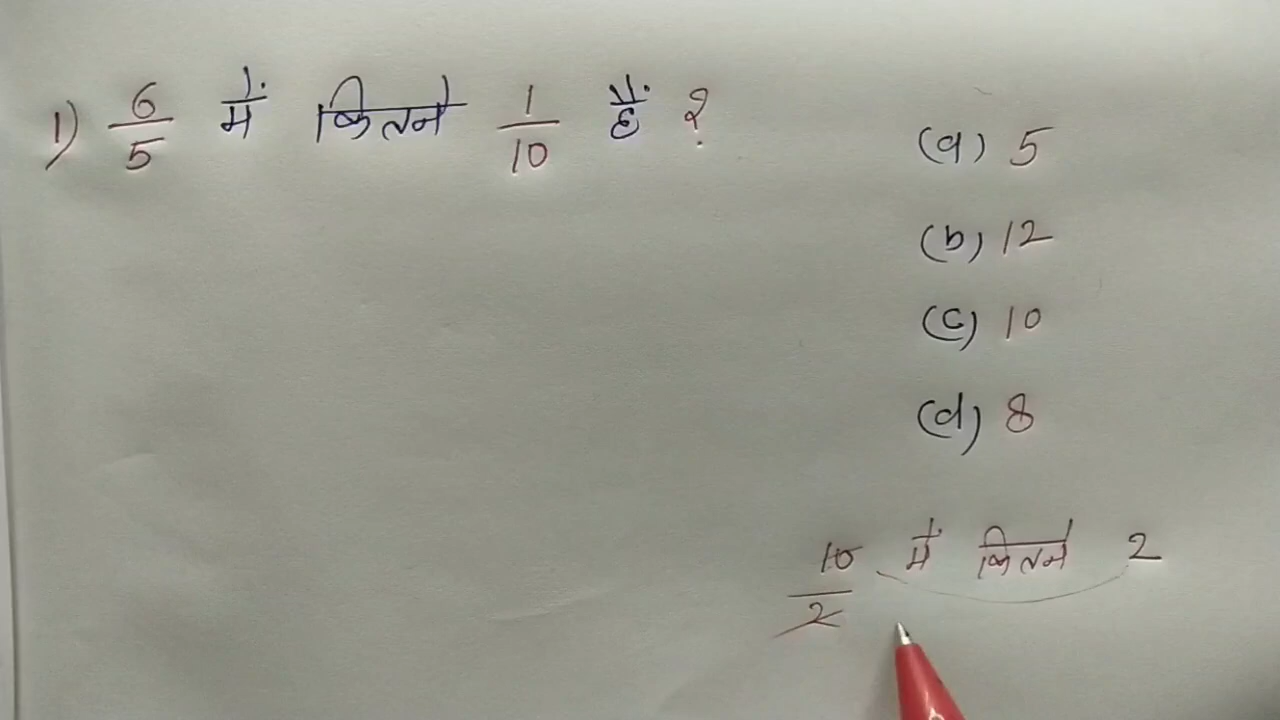 1) 6/5 में कितने 1/10 हैं ?
(a) 5
(b) 12
(c) 10
(d) 8
10 में कितने 2
2